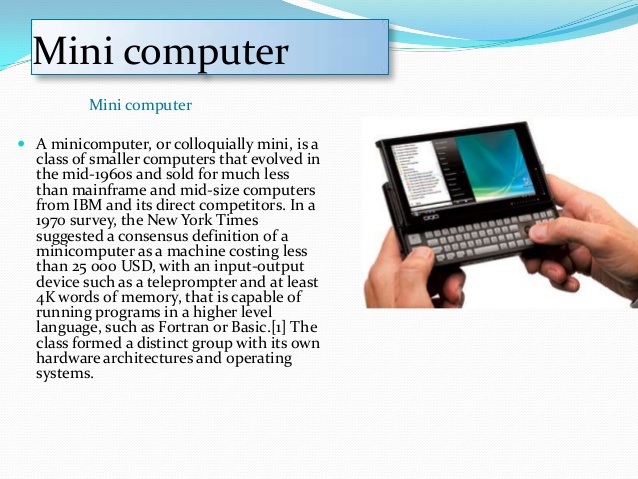 Mini computer
Mini computer
A minicomputer, or colloquially mini, is a
class of smaller computers that evolved in
the mid-1960s and sold for much less
than mainframe and mid-size computers
from IBM and its direct competitors. In a
1970 survey, the New York Times
suggested a consensus definition of a
minicomputer as a machine costing less
than 25 000 USD, with an input-output
device such as a teleprompter and at least
4K words of memory, that is capable of
running programs in a higher level
language, such as Fortran or Basic.[1] The
class formed a distinct group with its own
hardware architectures and operating
systems.